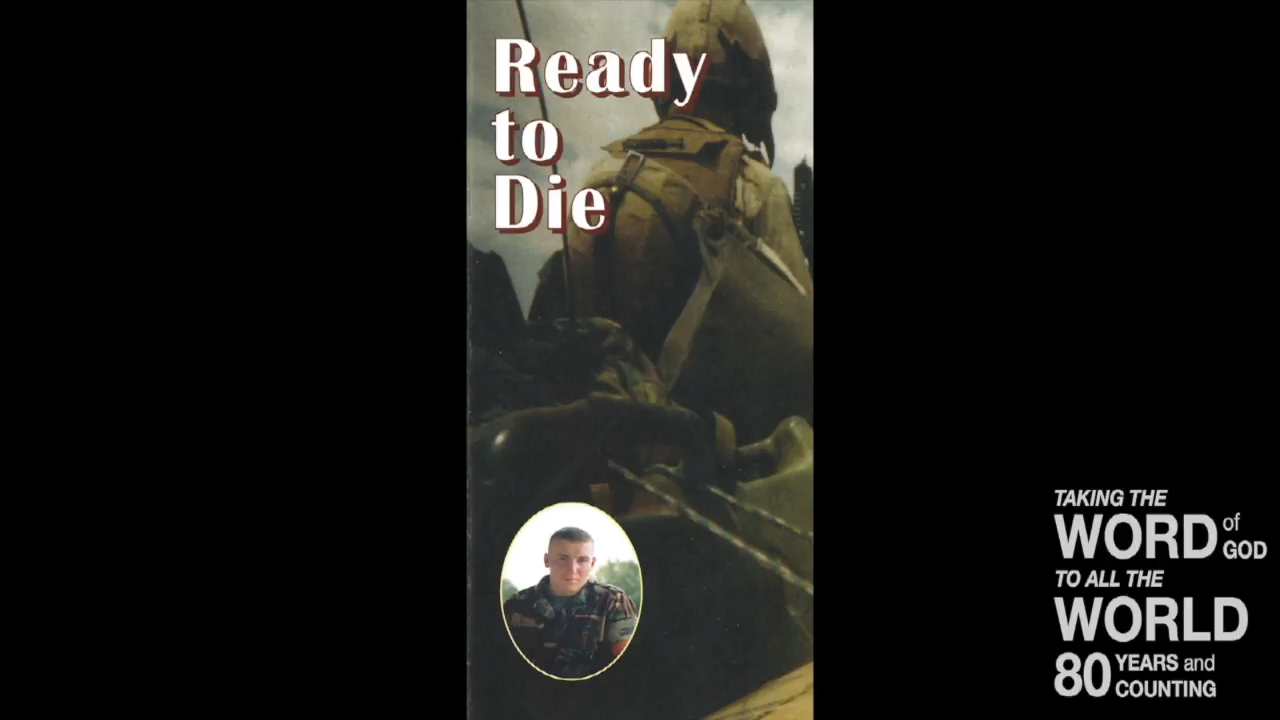 Ready
to
Die
TAKING THE
WORD of GOD
TO ALL THE
WORLD
80 YEARS and
COUNTING